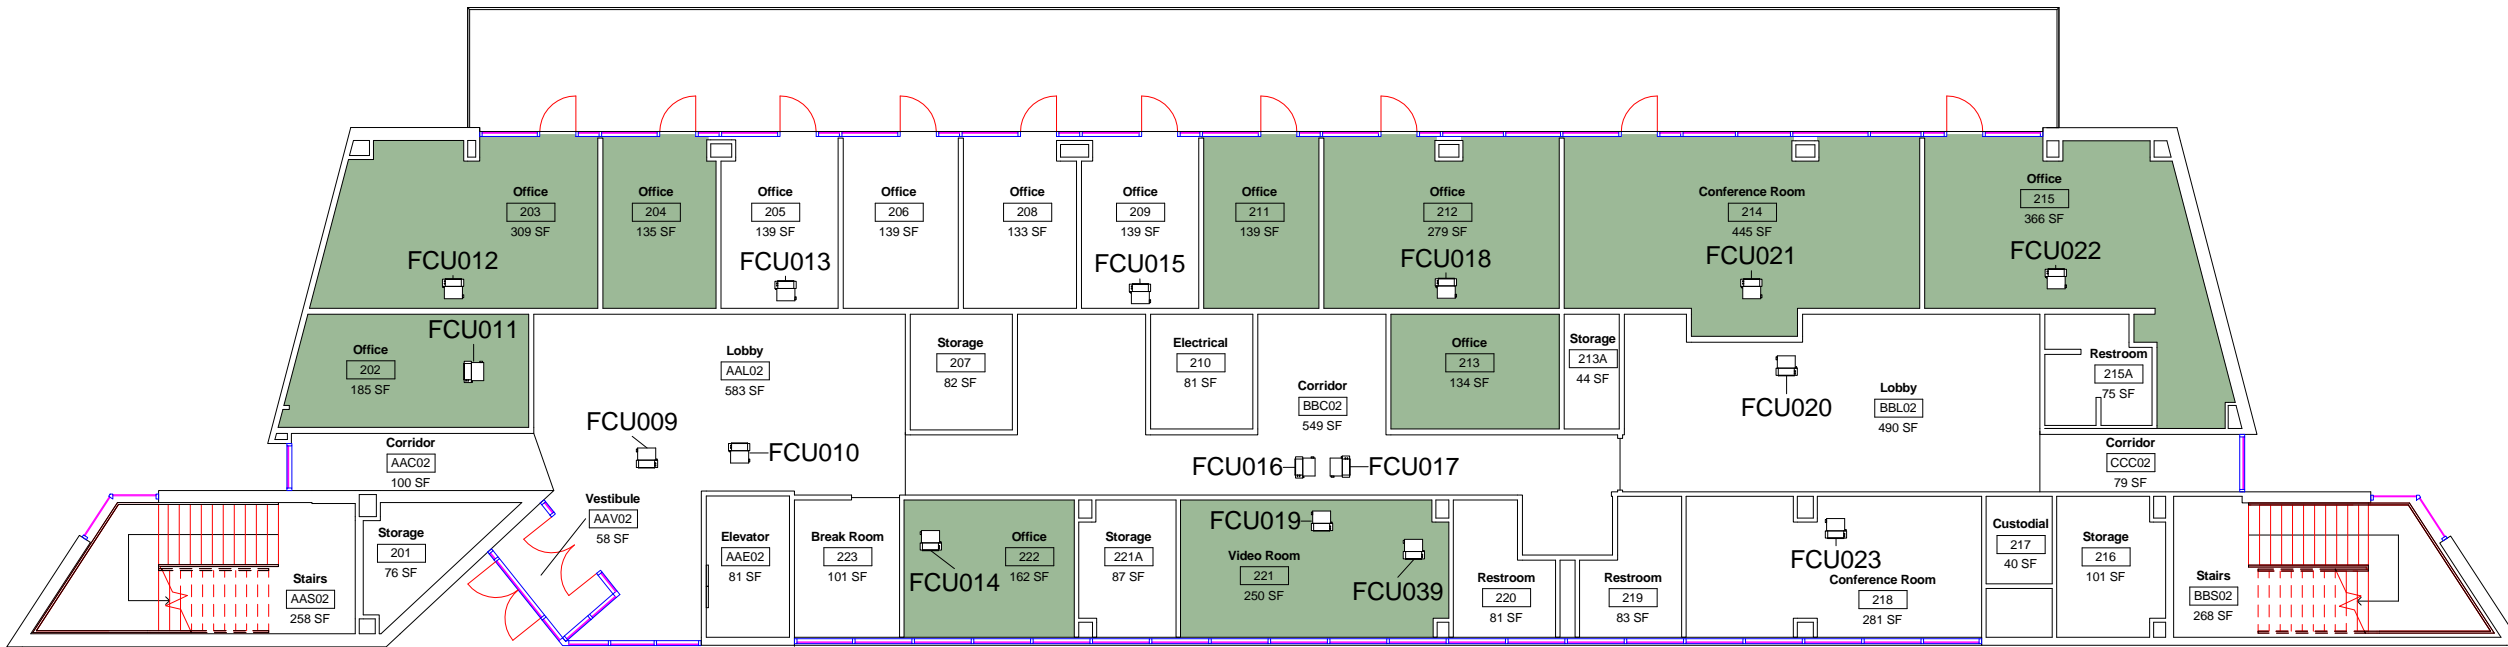 Office
203
309 SF
FCU012
Office
204
135 SF
Office
205
139 SF
FCU013
Office
206
139 SF
Office
208
133 SF
Office
209
139 SF
FCU015
Office
211
139 SF
Office
212
279 SF
FCU018
Conference Room
214
445 SF
FCU021
Office
215
366 SF
FCU022
FCU011
Office
202
185 SF
Lobby
AAL02
583 SF
Storage
207
82 SF
Electrical
210
81 SF
Corridor
BBC02
549 SF
Office
213
134 SF
Storage
213A
44 SF
FCU020
Lobby
BBL02
490 SF
Restroom
215A
75 SF
FCU009
FCU010
FCU016
FCU017
Corridor
AAC02
100 SF
Corridor
CCC02
79 SF
Vestibule
AAV02
58 SF
Storage
201
76 SF
Stairs
AAS02
258 SF
Elevator
AAE02
81 SF
Break Room
223
101 SF
Office
222
162 SF
FCU014
Storage
221A
87 SF
FCU019
Video Room
221
250 SF
FCU039
Restroom
220
81 SF
Restroom
219
83 SF
FCU023
Conference Room
218
281 SF
Custodial
217
40 SF
Storage
216
101 SF
Stairs
BBS02
268 SF